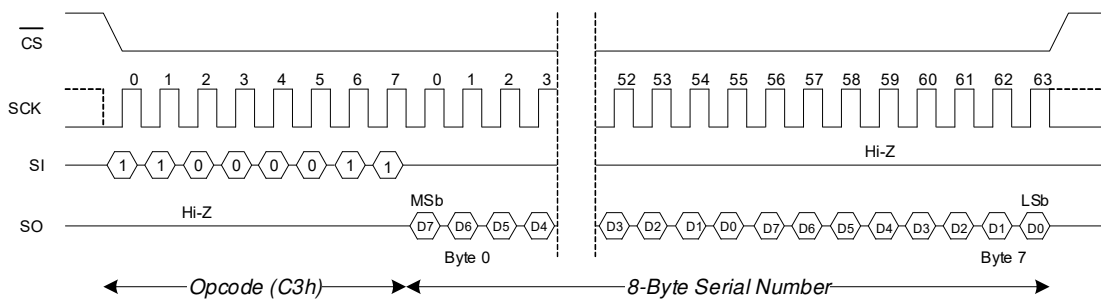 CS
0 1 2 3 4 5 6 7 0 1 2 3 52 53 54 55 56 57 58 59 60 61 62 63
SCK
Hi-Z
SI 1 1 0 0 0 0 1 1
MSb LSb
Hi-Z
SO D7 D6 D5 D4 D3 D2 D1 D0 D7 D6 D5 D4 D3 D2 D1 D0
Byte 0 Byte 7
Opcode (C3h) 8-Byte Serial Number